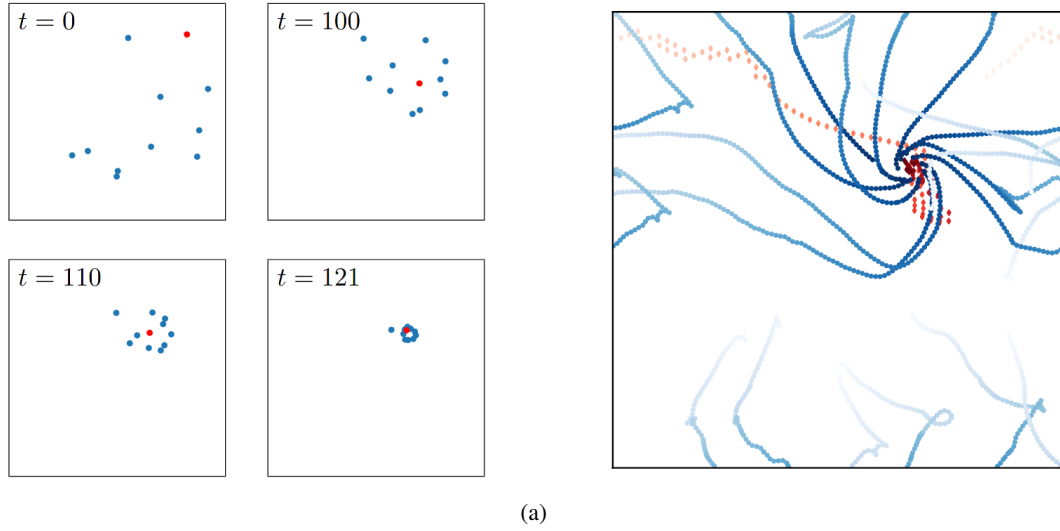 t = 0
t = 100
t = 110
t = 121
(a)